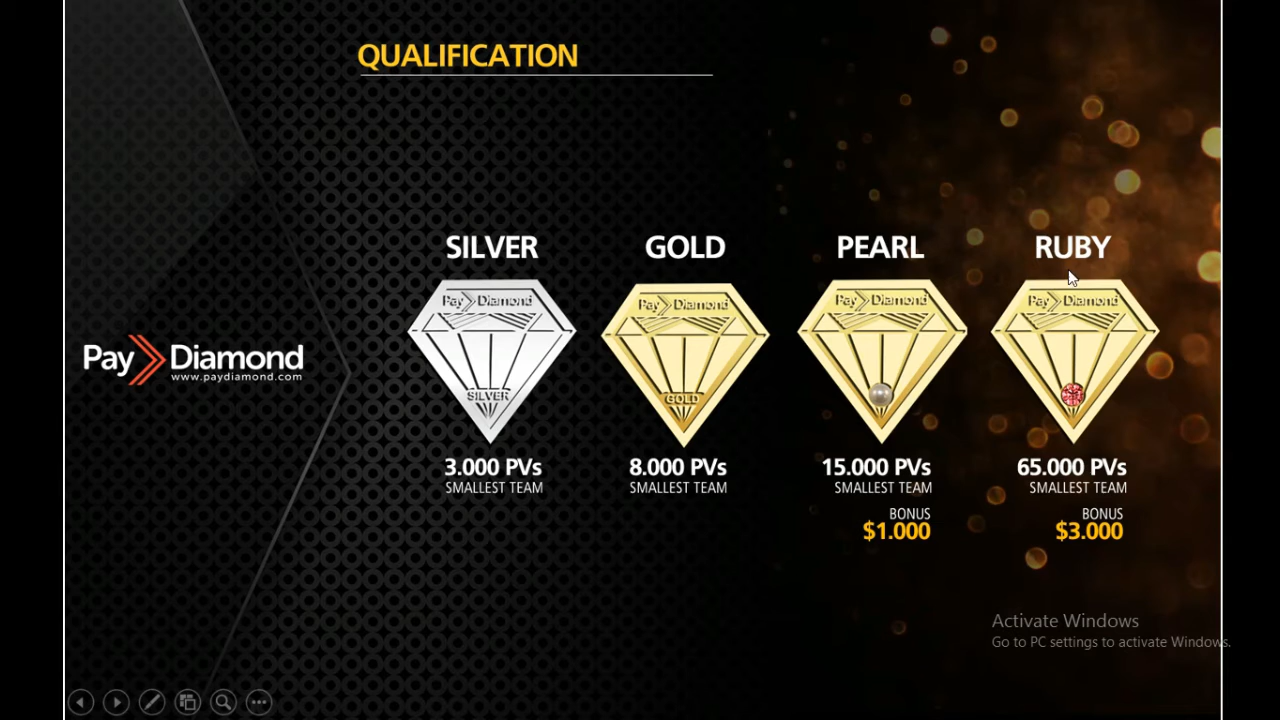 QUALIFICATION
SILVER
GOLD
PEARL
RUBY
Pay Diamond
Pay Diamond
Pay Diamond
Pay Diamond
Pay Diamond
www.paydiamond.com
SILVER
GOLD
3.000 PVs
SMALLEST TEAM
8.000 PVs
SMALLEST TEAM
15.000 PVs
SMALLEST TEAM
BONUS
$1.000
65.000 PVs
SMALLEST TEAM
BONUS
$3.000
Activate Windows
Go to PC settings to activate Windows.